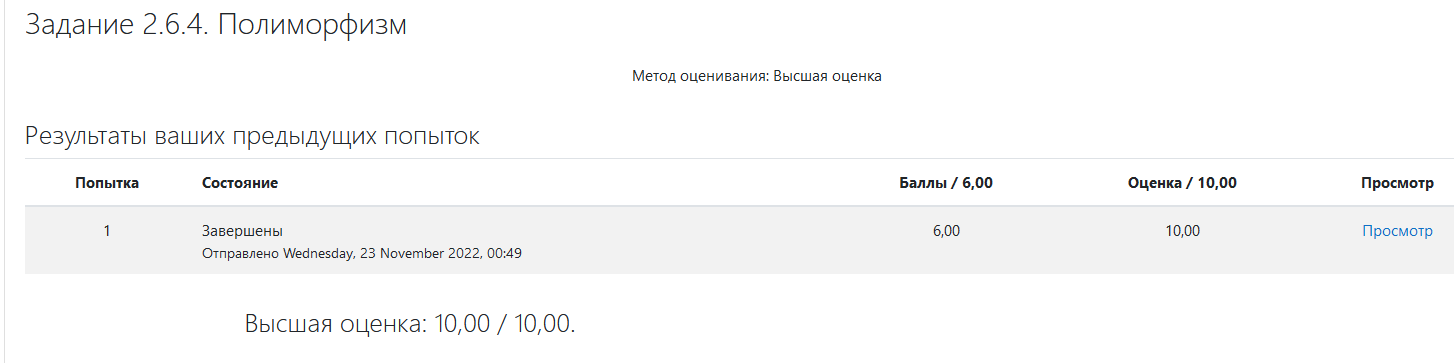 Задание 2.6.4. Полиморфизм
Метод оценивания: Высшая оценка
Результаты ваших предыдущих попыток
Попытка Состояние Баллы / 6,00 Оценка / 10,00 Просмотр
1 Завершены 6,00 10,00 Просмотр
Отправлено Wednesday, 23 November 2022, 00:49
Высшая оценка: 10,00 / 10,00.